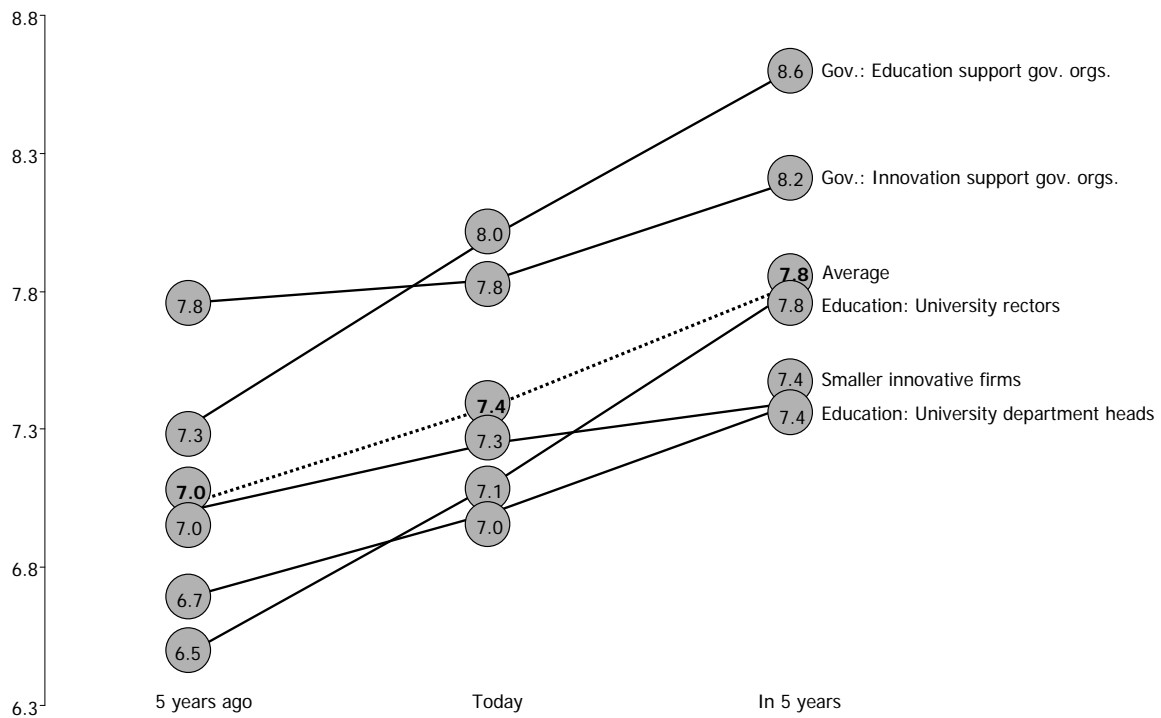 8.8
8.6 Gov.: Education support gov. orgs.
8.3
8.2 Gov.: Innovation support gov. orgs.
8.0
7.8 Average
7.8
7.8
7.8
7.8 Education: University rectors
7.4 Smaller innovative firms
7.4
7.4 Education: University department heads
7.3
7.3
7.3
7.0
7.1
7.0
7.0
6.8
6.7
6.5
5 years ago Today In 5 years
6.3